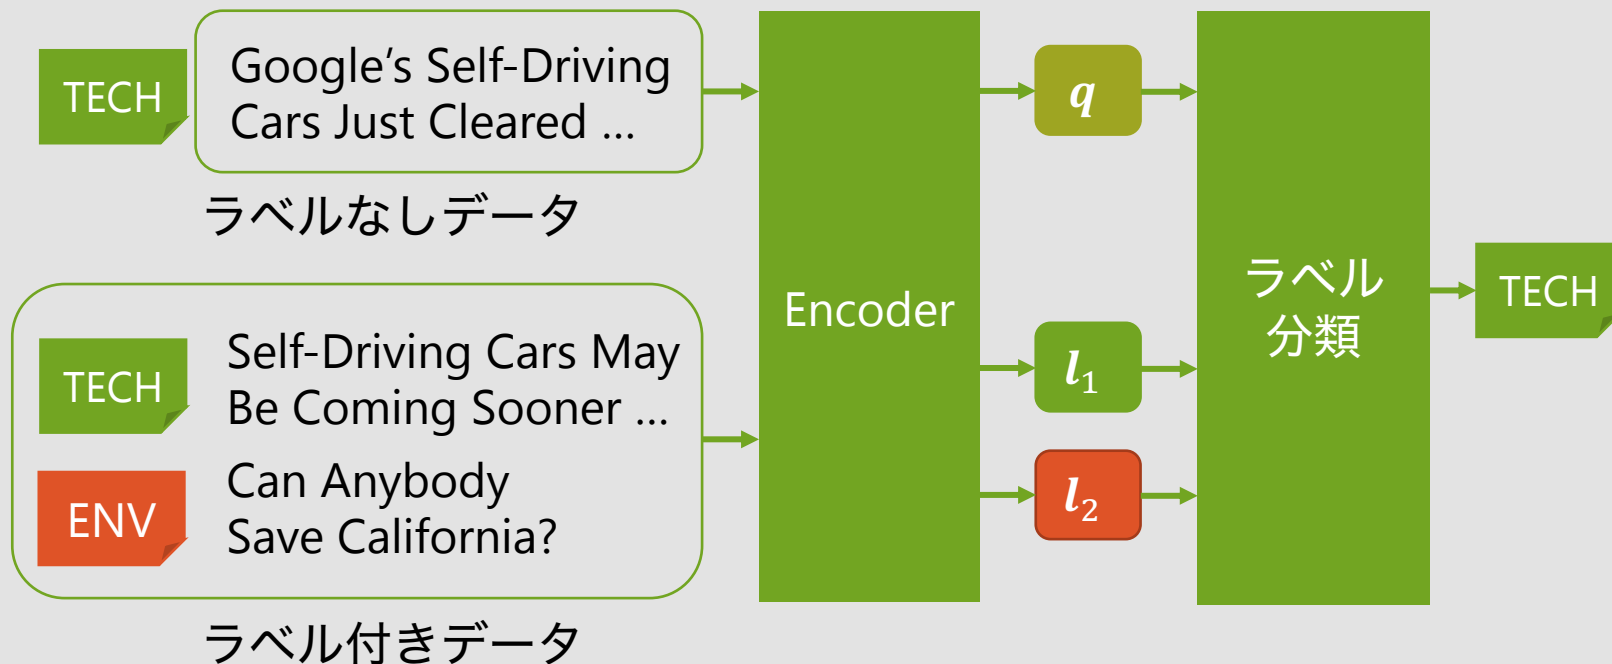 TECH
Google’s Self-Driving
Cars Just Cleared ...
ラベルなしデータ
TECH
Self-Driving Cars May
Be Coming Sooner ...
ENV
Can Anybody
Save California?
ラベル付きデータ
Encoder
q
l₁
l₂
ラベル
分類
TECH